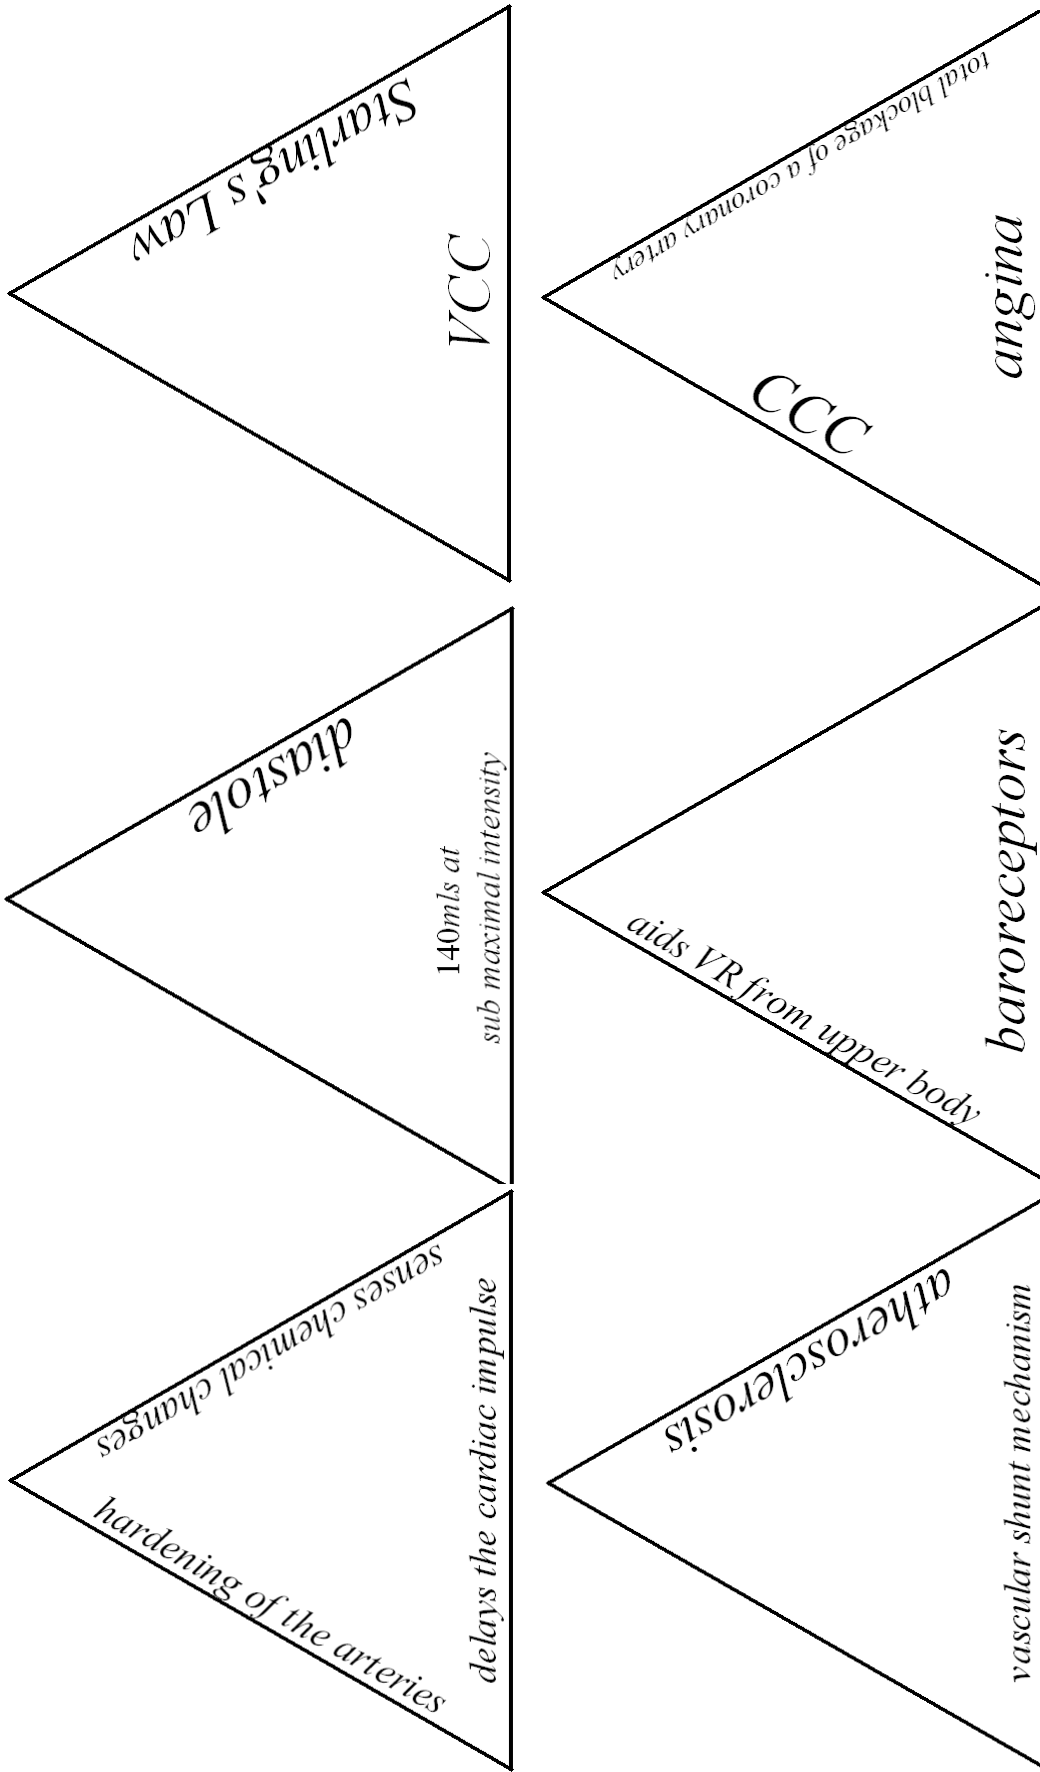 Starling's Law
VCC
total blockage of a coronary artery
CCC
angina
diastole
140mls at
sub maximal intensity
aids VR from upper body
baroreceptors
senses chemical changes
hardening of the arteries
delays the cardiac impulse
atherosclerosis
vascular shunt mechanism